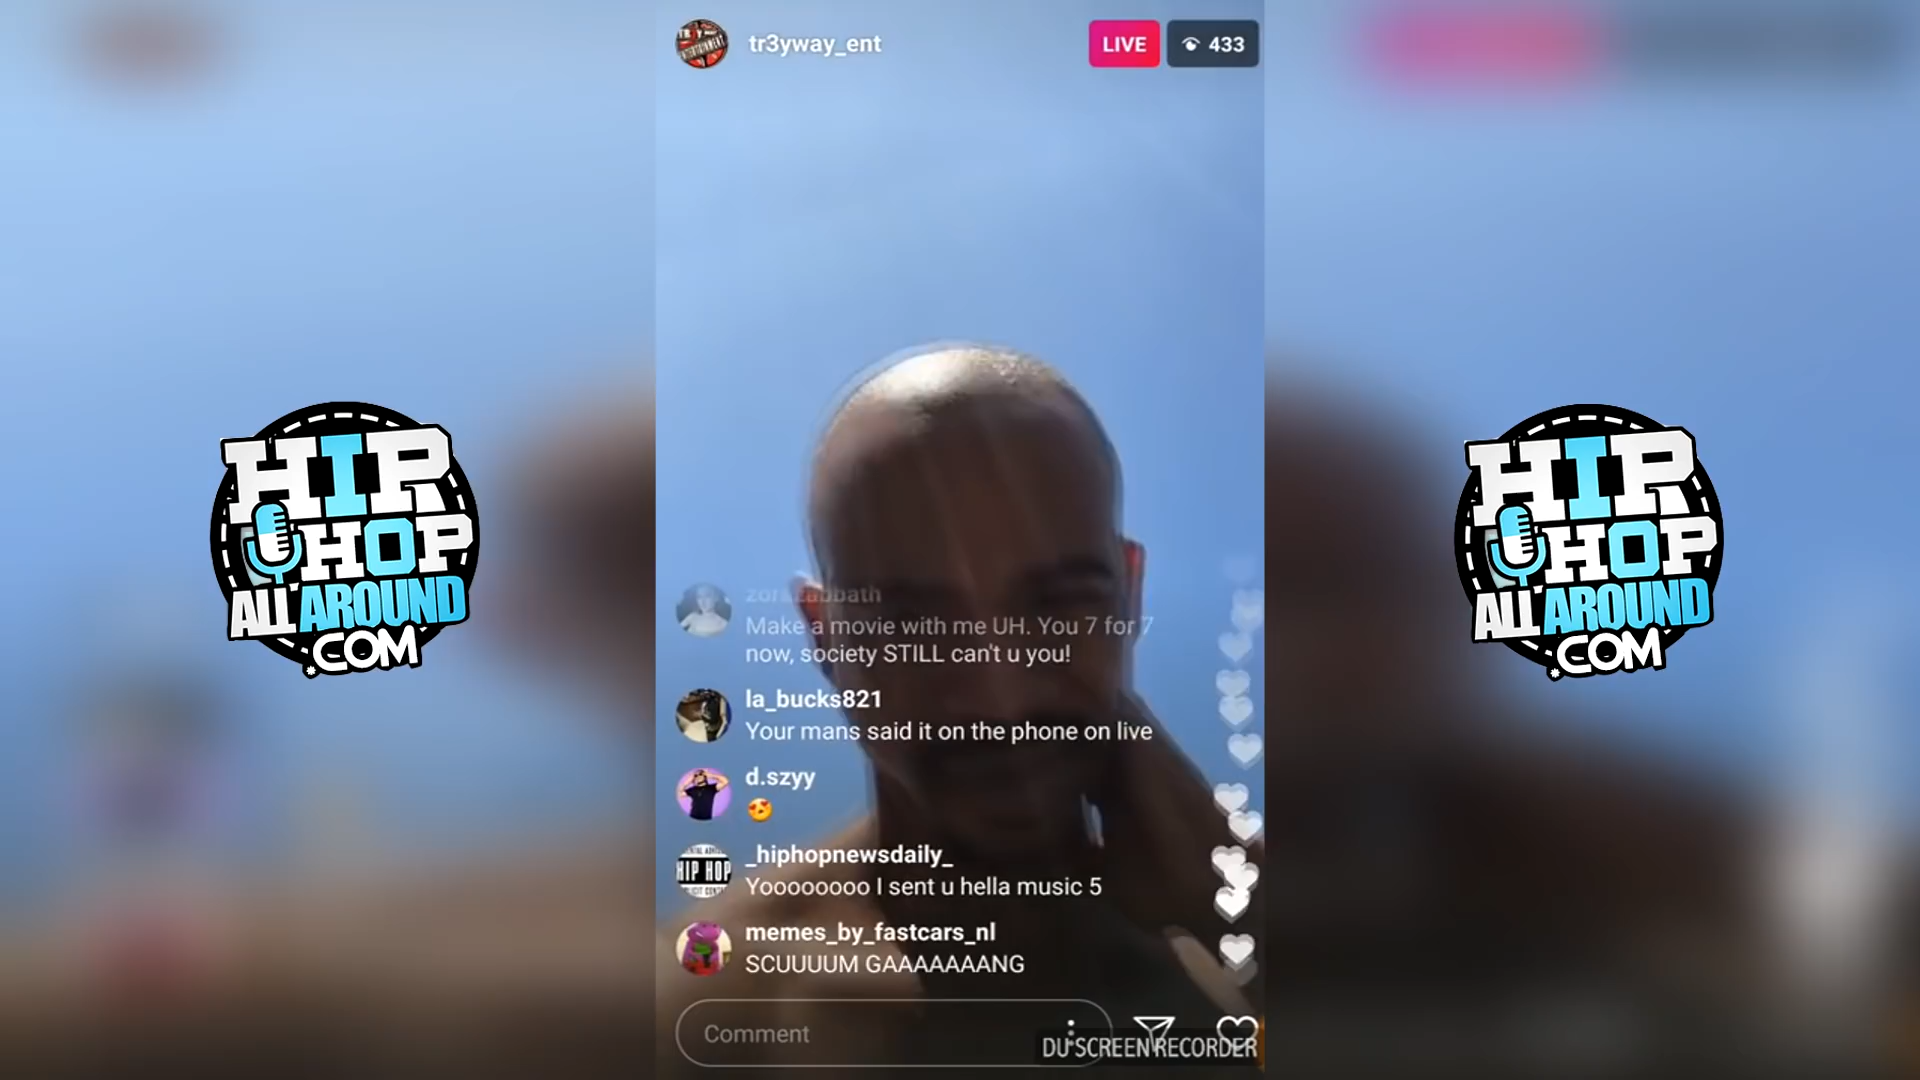 tr3yway_ent
LIVE
433
HIP
HOP
ALL AROUND
.COM
Make a movie with me UH. You 7 for 7
now, society STILL can't u you!
la_bucks821
Your mans said it on the phone on live
d.szyy
_hiphopnewsdaily_
HIP HOP
Yoooooooo I sent u hella music 5
memes_by_fastcars_nl
SCUUUUM GAAAAAAANG
Comment
DU SCREEN RECORDER
HIP
HOP
ALL AROUND
.COM